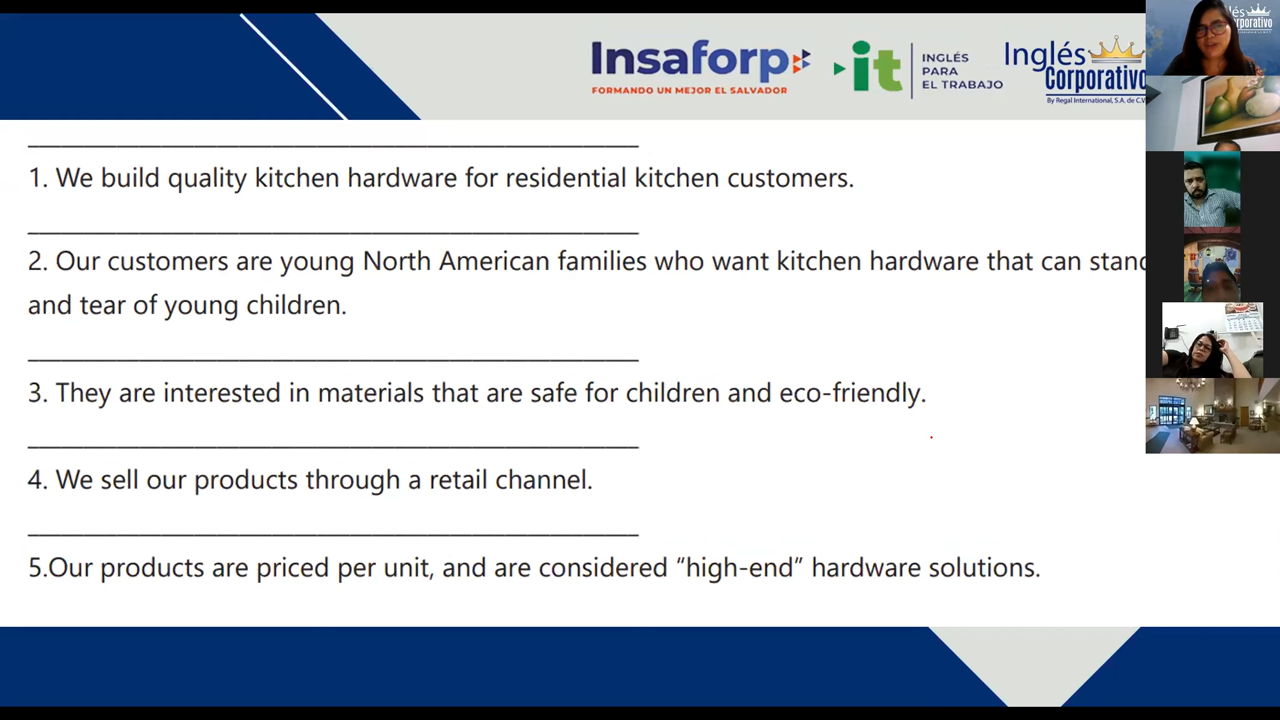 Insaforp
FORMANDO UN MEJOR EL SALVADOR
it
INGLÉS
PARA
EL TRABAJO
Inglés
Corporativo
By Regal International, S.A. de C.V.
lés
rporativo
1. We build quality kitchen hardware for residential kitchen customers.
2. Our customers are young North American families who want kitchen hardware that can stand
and tear of young children.
3. They are interested in materials that are safe for children and eco-friendly.
4. We sell our products through a retail channel.
5.Our products are priced per unit, and are considered “high-end” hardware solutions.